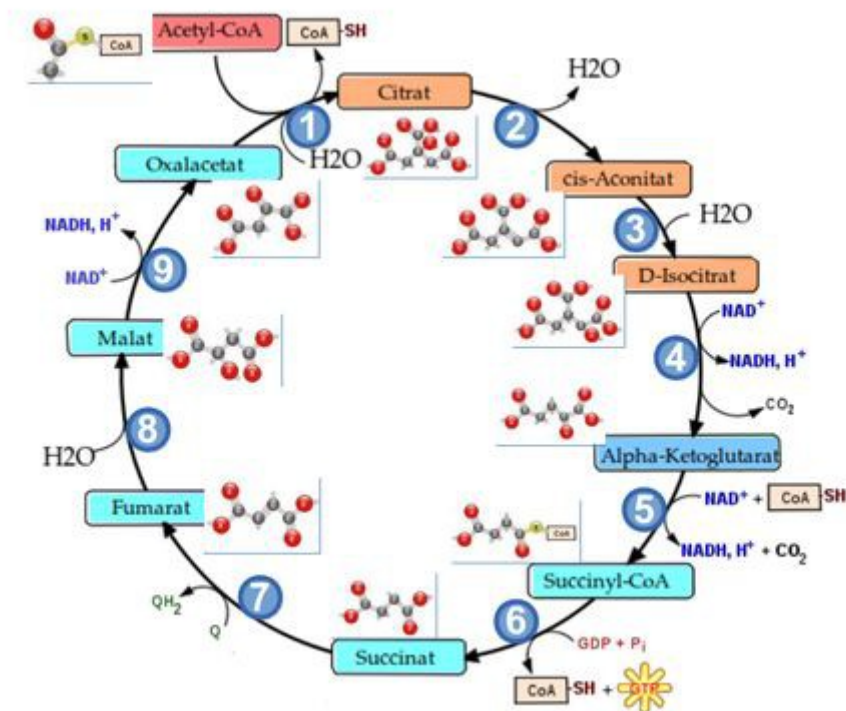 Acetyl-CoA
CoA-SH
S
CoA
Citrat
1
H2O
2
H2O
cis-Aconitat
3
H2O
D-Isocitrat
4
NAD⁺
NADH, H⁺
CO₂
Alpha-Ketoglutarat
5
NAD⁺ + CoA-SH
NADH, H⁺ + CO₂
CoA
Succinyl-CoA
6
GDP + Pᵢ
CoA-SH + GTP
Succinat
7
Q
QH₂
Fumarat
8
H2O
Malat
9
NAD⁺
NADH, H⁺
Oxalacetat